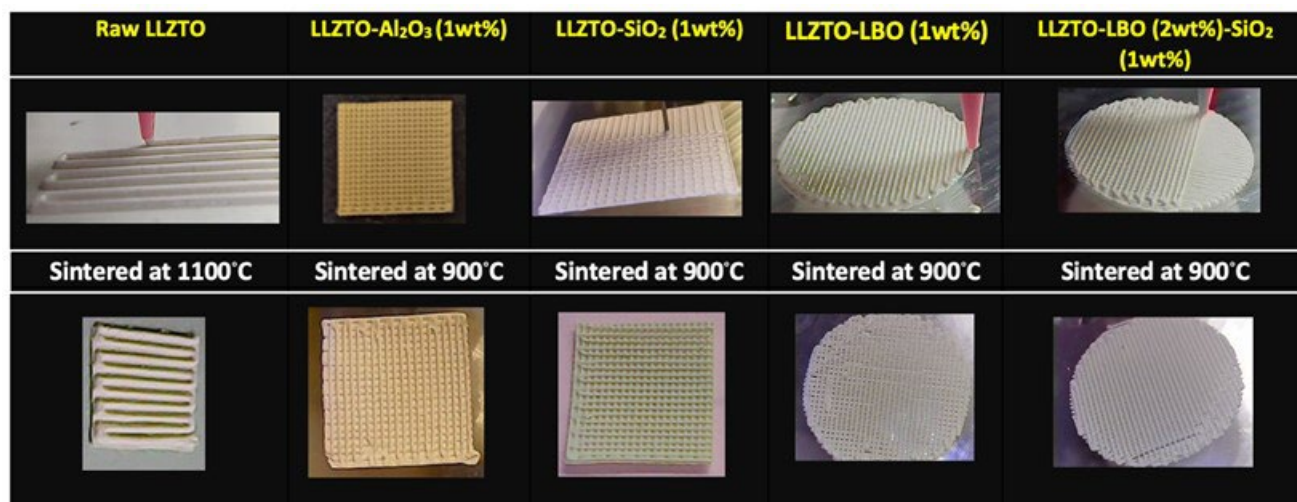 Raw LLZTO
LLZTO-Al₂O₃ (1wt%)
LLZTO-SiO₂ (1wt%)
LLZTO-LBO (1wt%)
LLZTO-LBO (2wt%)-SiO₂
(1wt%)
Sintered at 1100˚C
Sintered at 900˚C
Sintered at 900˚C
Sintered at 900˚C
Sintered at 900˚C